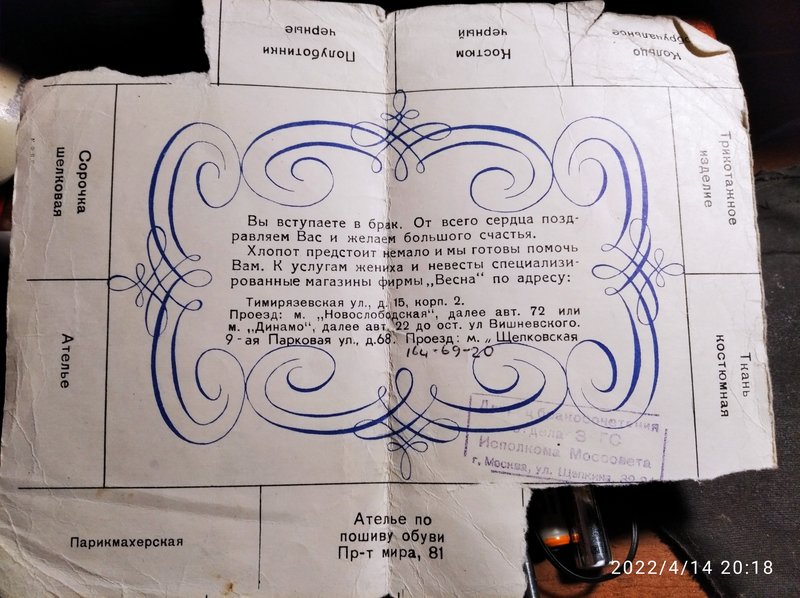 Полуботинки
черные
Костюм
черный
Кольцо
обручальное
Сорочка
шелковая
Трикотажное
изделие
Вы вступаете в брак. От всего сердца позд-
равляем Вас и желаем большого счастья.
Хлопот предстоит немало и мы готовы помочь
Вам. К услугам жениха и невесты специализи-
рованные магазины фирмы „Весна“ по адресу:
Тимирязевская ул., д. 15, корп. 2.
Проезд: м. „Новослободская“, далее авт. 72 или
м. „Динамо“, далее авт. 22 до ост. ул Вишневского.
9-ая Парковая ул., д.68. Проезд: м. „ Щелковская
164-69-20
Ателье
Ткань
костюмная
бракосочетания
Исполкома Моссовета
г. Москва, ул. Щепкина,
Парикмахерская
Ателье по
пошиву обуви
Пр-т мира, 81
2022/4/14 20:18